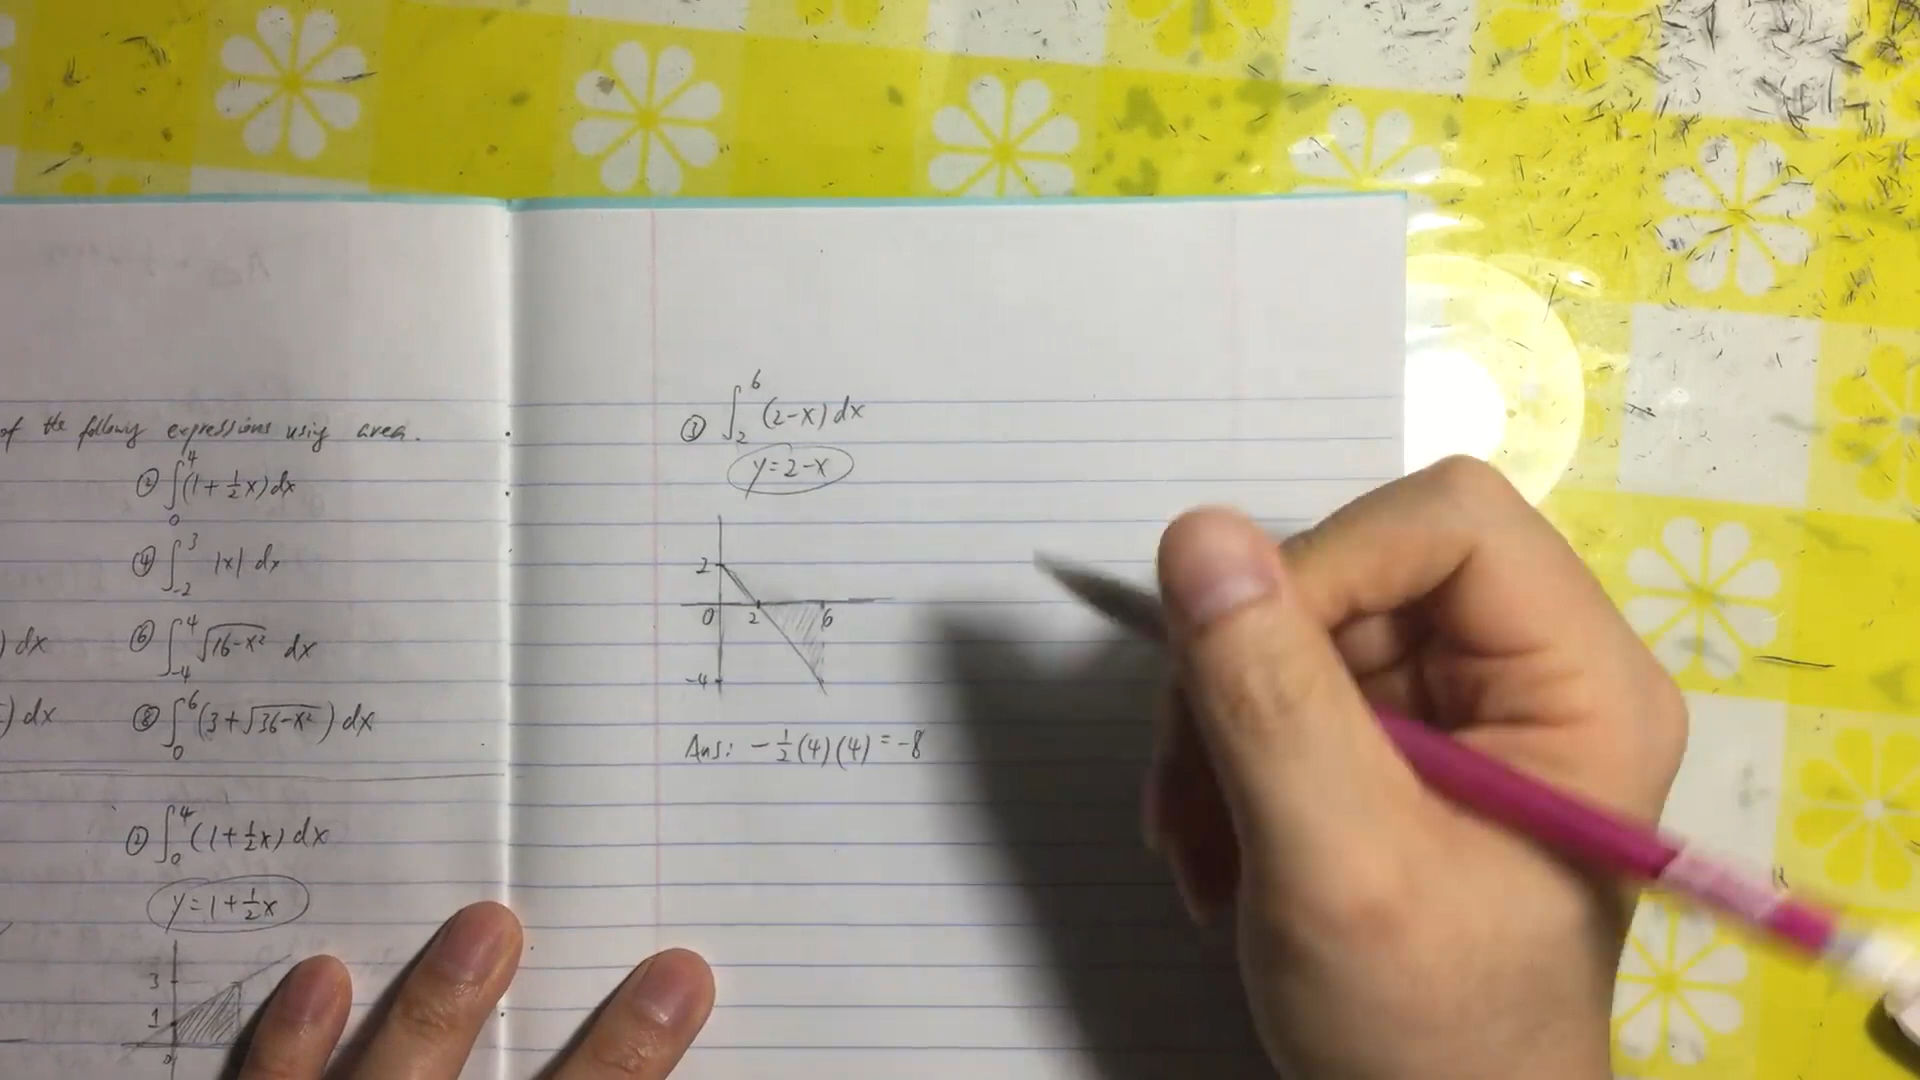 of the following expressions using area.
② ∫₀⁴ (1+½x) dx
④ ∫₋₂³ |x| dx
) dx ⑥ ∫₋₄⁴ √(16-x²) dx
) dx ⑧ ∫₀⁶ (3+√(36-x²)) dx
② ∫₀⁴ (1+½x) dx
y=1+½x
3
1
0
③ ∫₂⁶ (2-x) dx
y=2-x
2
0 2 6
-4
Ans: -½(4)(4) = -8